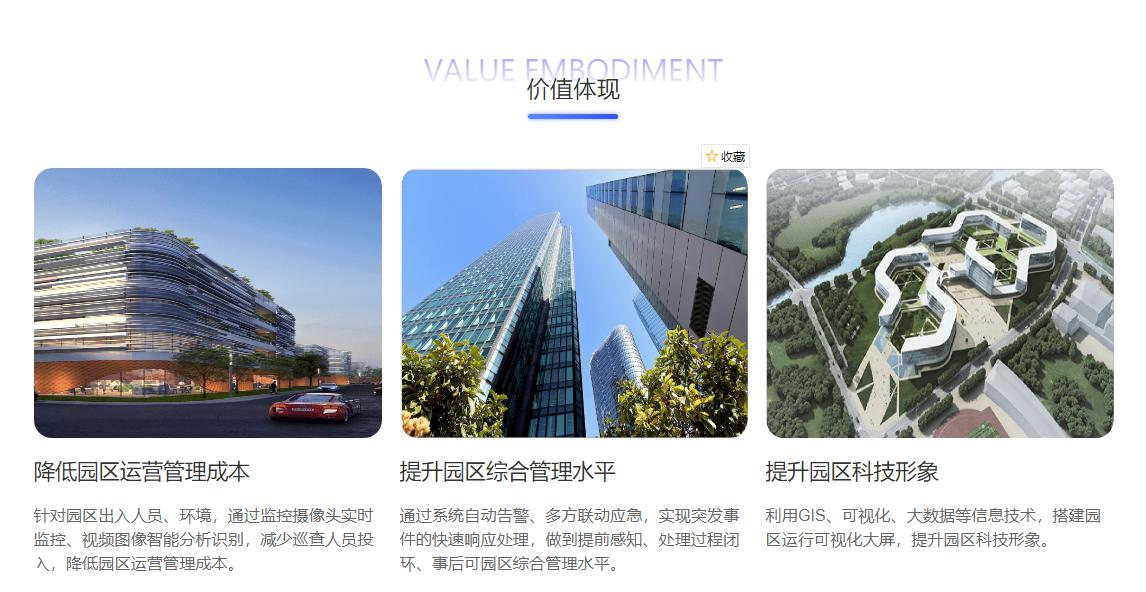 VALUE EMBODIMENT
价值体现
收藏
降低园区运营管理成本
针对园区出入人员、环境，通过监控摄像头实时
监控、视频图像智能分析识别，减少巡查人员投
入，降低园区运营管理成本。
提升园区综合管理水平
通过系统自动告警、多方联动应急，实现突发事
件的快速响应处理，做到提前感知、处理过程闭
环、事后可园区综合管理水平。
提升园区科技形象
利用GIS、可视化、大数据等信息技术，搭建园
区运行可视化大屏，提升园区科技形象。